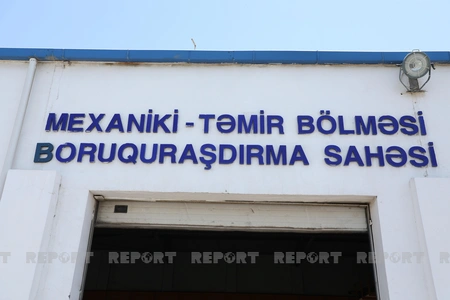 MEXANİKİ - TƏMİR BÖLMƏSİ
BORUQURAŞDIRMA SAHƏSİ
REPORT REPORT REPORT REPORT REPORT